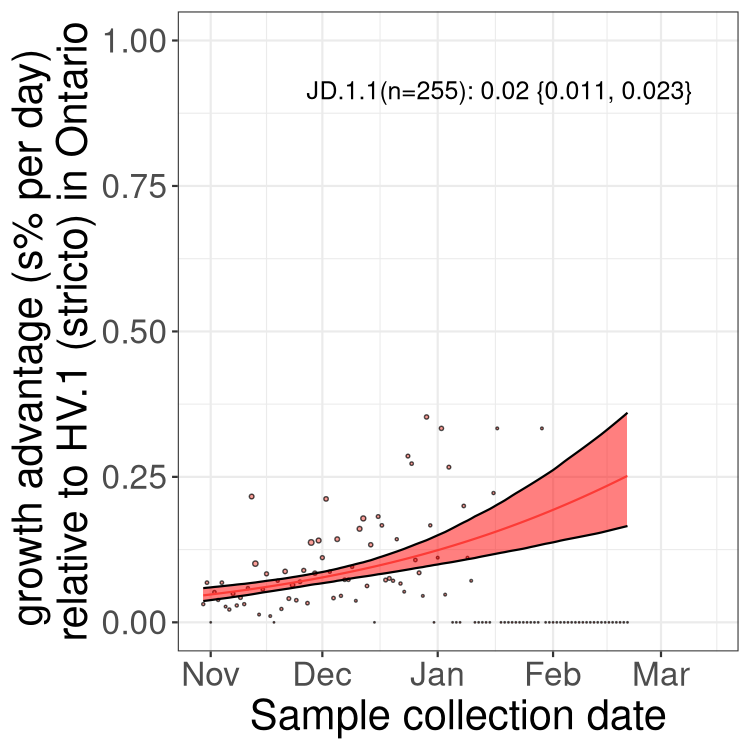 growth advantage (s% per day)
relative to HV.1 (stricto) in Ontario
1.00
0.75
0.50
0.25
0.00
JD.1.1(n=255): 0.02 {0.011, 0.023}
Nov Dec Jan Feb Mar
Sample collection date